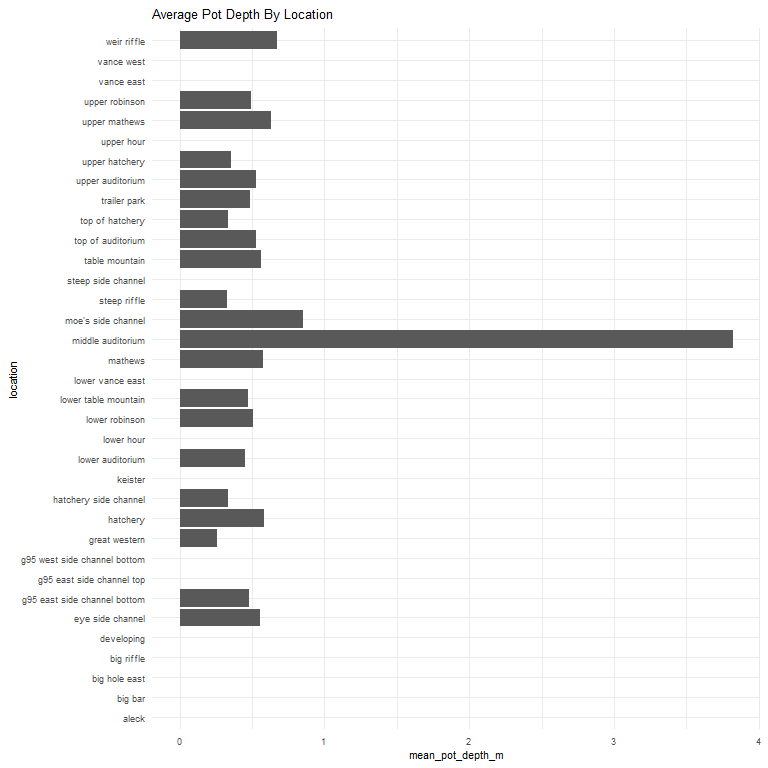 Average Pot Depth By Location
weir riffle
vance west
vance east
upper robinson
upper mathews
upper hour
upper hatchery
upper auditorium
trailer park
top of hatchery
top of auditorium
table mountain
steep side channel
steep riffle
moe's side channel
middle auditorium
mathews
lower vance east
lower table mountain
lower robinson
lower hour
lower auditorium
keister
hatchery side channel
hatchery
great western
g95 west side channel bottom
g95 east side channel top
g95 east side channel bottom
eye side channel
developing
big riffle
big hole east
big bar
aleck
location
0 1 2 3 4
mean_pot_depth_m